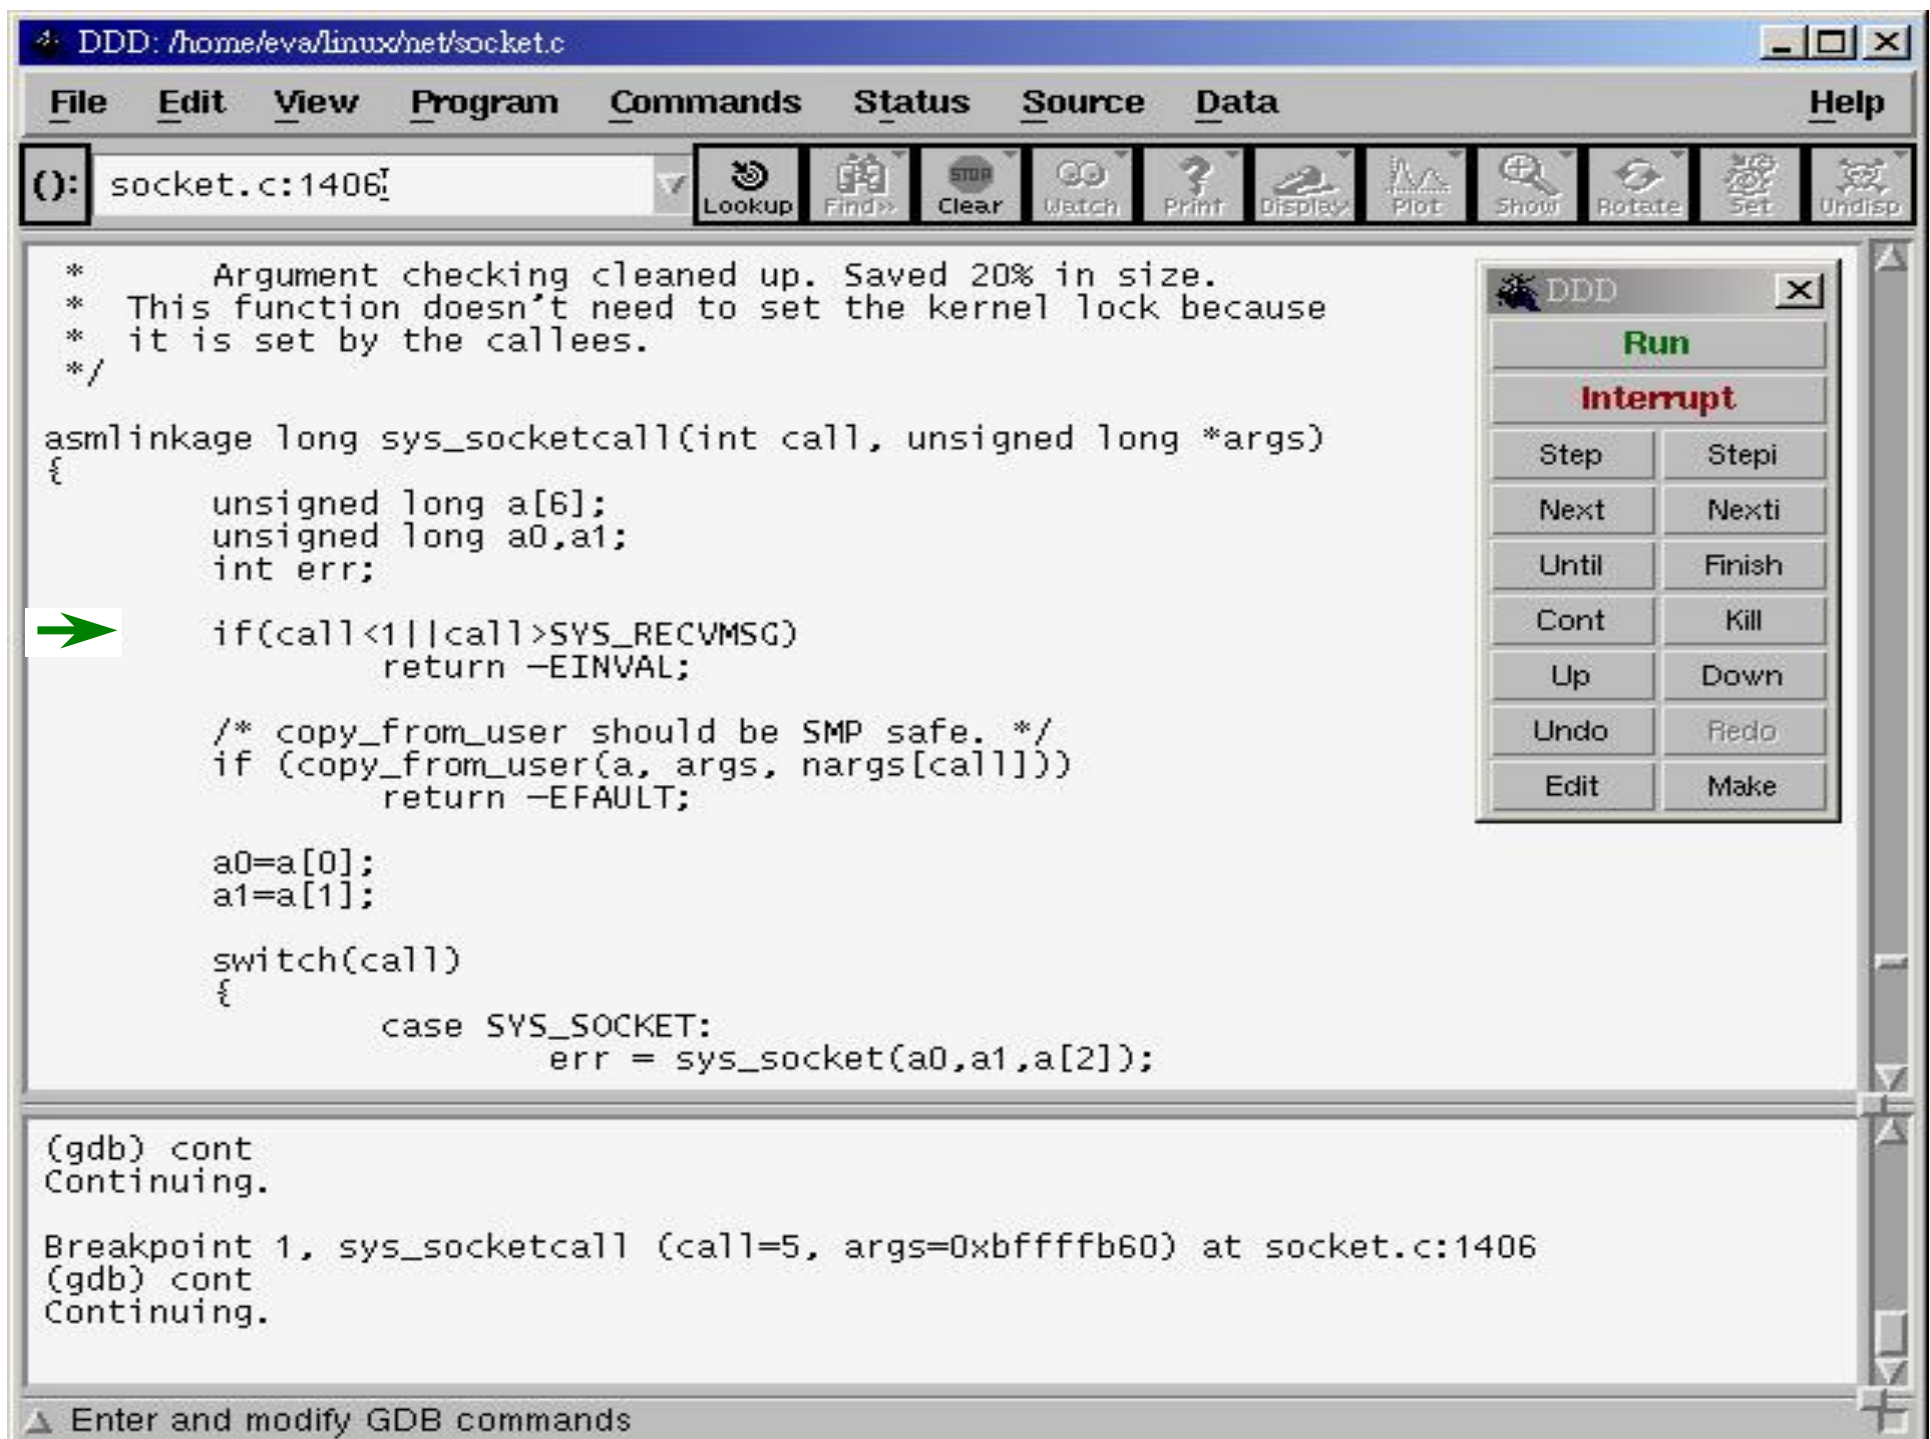 DDD: /home/eva/linux/net/socket.c
File Edit View Program Commands Status Source Data Help
(): socket.c:1406
Lookup Find» Clear Watch Print Display Plot Show Rotate Set Undisp
STOP
* Argument checking cleaned up. Saved 20% in size.
* This function doesn't need to set the kernel lock because
* it is set by the callees.
*/
asmlinkage long sys_socketcall(int call, unsigned long *args)
{
unsigned long a[6];
unsigned long a0,a1;
int err;
if(call<1||call>SYS_RECVMSG)
return -EINVAL;
/* copy_from_user should be SMP safe. */
if (copy_from_user(a, args, nargs[call]))
return -EFAULT;
a0=a[0];
a1=a[1];
switch(call)
{
case SYS_SOCKET:
err = sys_socket(a0,a1,a[2]);
DDD
Run
Interrupt
Step Stepi
Next Nexti
Until Finish
Cont Kill
Up Down
Undo Redo
Edit Make
(gdb) cont
Continuing.
Breakpoint 1, sys_socketcall (call=5, args=0xbffffb60) at socket.c:1406
(gdb) cont
Continuing.
Enter and modify GDB commands